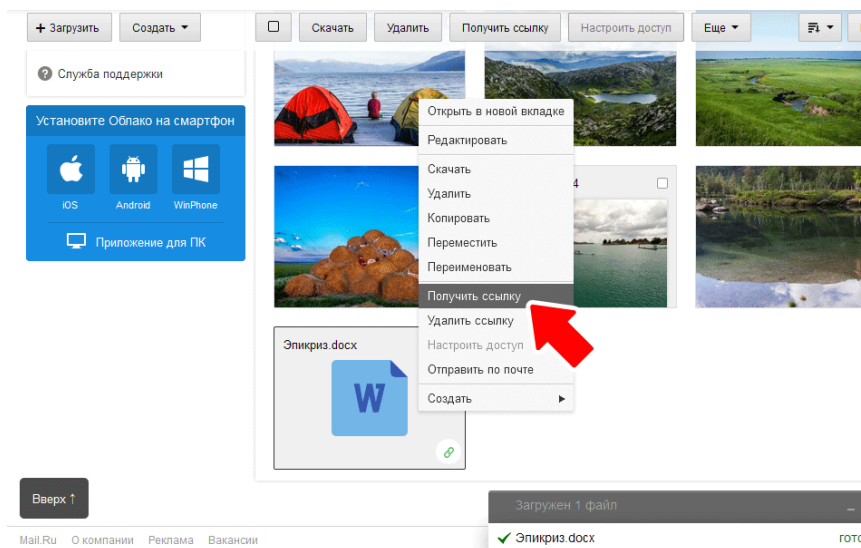 + Загрузить
Создать
Скачать
Удалить
Получить ссылку
Настроить доступ
Еще
Служба поддержки
Установите Облако на смартфон
iOS
Android
WinPhone
Приложение для ПК
Открыть в новой вкладке
Редактировать
Скачать
Удалить
Копировать
Переместить
Переименовать
Получить ссылку
Удалить ссылку
Настроить доступ
Отправить по почте
Создать
4
Эпикриз.docx
W
Вверх ↑
Загружен 1 файл
Эпикриз.docx
Mail.Ru О компании Реклама Вакансии